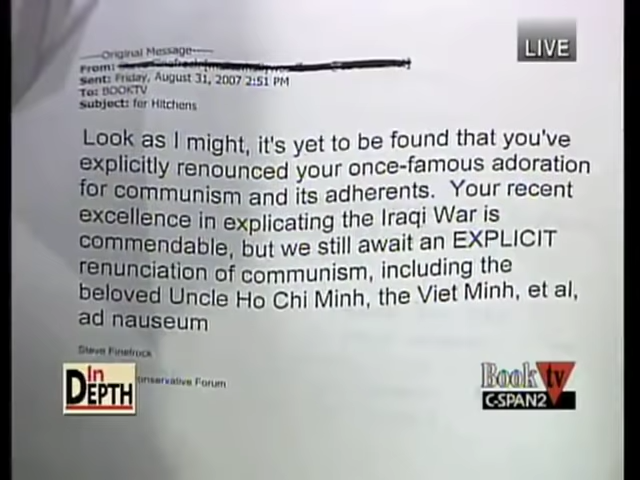 LIVE
-----Original Message-----
From:
Sent: Friday, August 31, 2007 2:51 PM
To: BOOKTV
Subject: for Hitchens
Look as I might, it's yet to be found that you've
explicitly renounced your once-famous adoration
for communism and its adherents. Your recent
excellence in explicating the Iraqi War is
commendable, but we still await an EXPLICIT
renunciation of communism, including the
beloved Uncle Ho Chi Minh, the Viet Minh, et al,
ad nauseum
Steve Finefrock
onservative Forum
In
DEPTH
Book tv
C-SPAN2